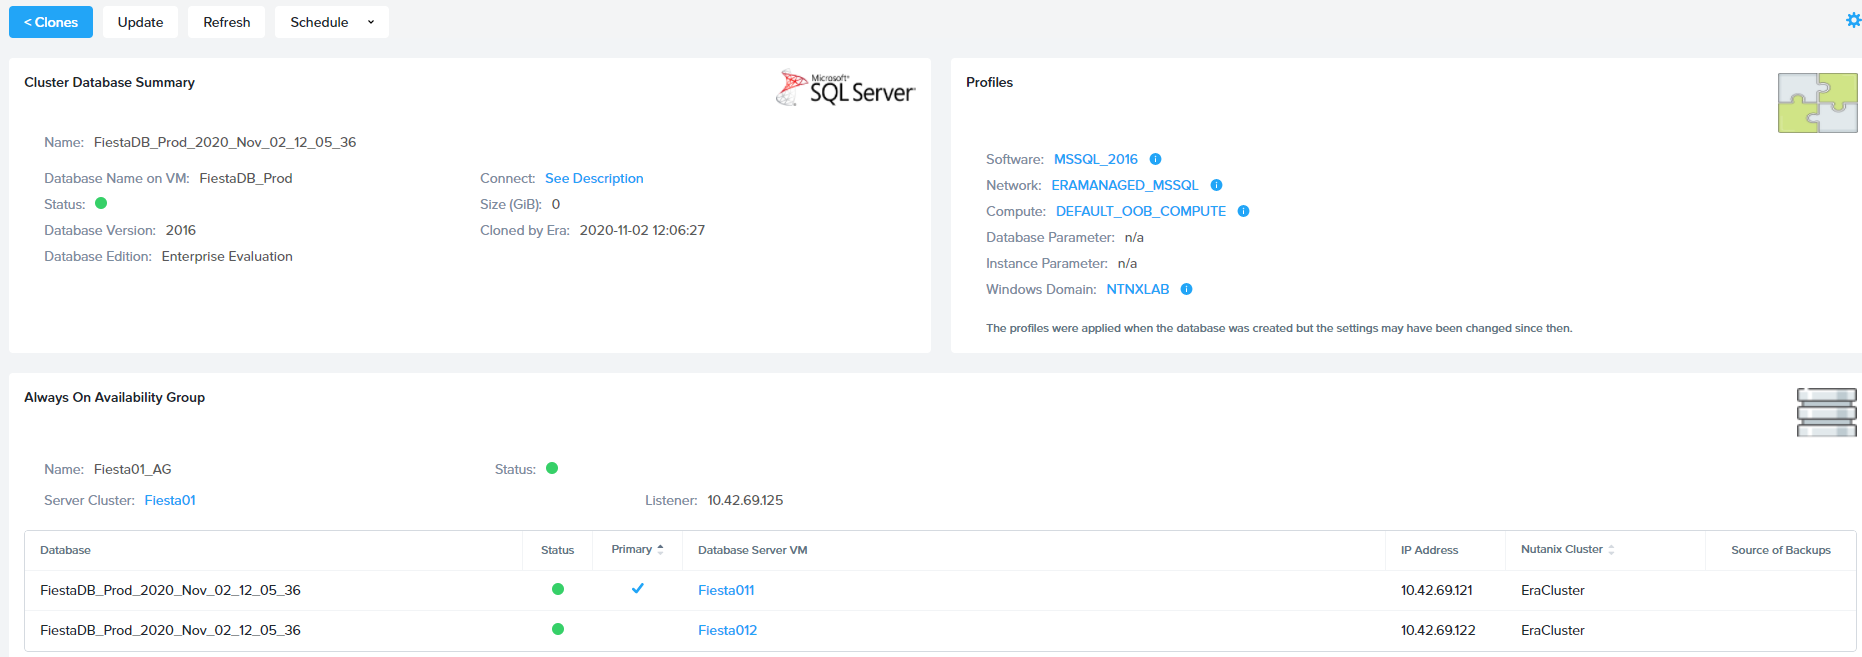 < Clones Update Refresh Schedule
Cluster Database Summary
Microsoft®
SQL Server
Name: FiestaDB_Prod_2020_Nov_02_12_05_36
Database Name on VM: FiestaDB_Prod Connect: See Description
Status: Size (GiB): 0
Database Version: 2016 Cloned by Era: 2020-11-02 12:06:27
Database Edition: Enterprise Evaluation
Profiles
Software: MSSQL_2016
Network: ERAMANAGED_MSSQL
Compute: DEFAULT_OOB_COMPUTE
Database Parameter: n/a
Instance Parameter: n/a
Windows Domain: NTNXLAB
The profiles were applied when the database was created but the settings may have been changed since then.
Always On Availability Group
Name: Fiesta01_AG Status:
Server Cluster: Fiesta01 Listener: 10.42.69.125
Database Status Primary Database Server VM IP Address Nutanix Cluster Source of Backups
FiestaDB_Prod_2020_Nov_02_12_05_36 Fiesta011 10.42.69.121 EraCluster
FiestaDB_Prod_2020_Nov_02_12_05_36 Fiesta012 10.42.69.122 EraCluster